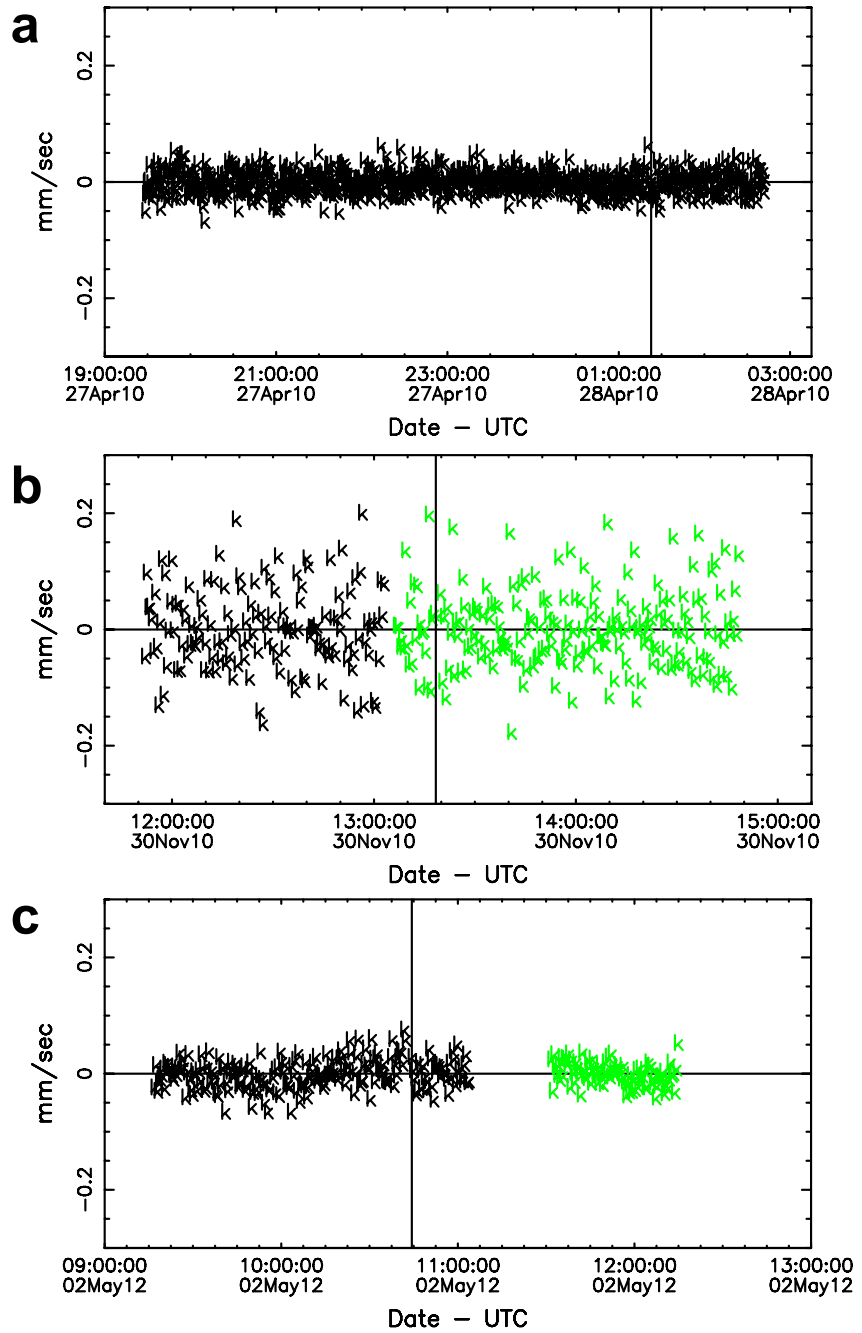 a
mm/sec
0.2
0
−0.2
19:00:00 21:00:00 23:00:00 01:00:00 03:00:00
27Apr10 27Apr10 27Apr10 28Apr10 28Apr10
Date − UTC
b
mm/sec
0.2
0
−0.2
12:00:00 13:00:00 14:00:00 15:00:00
30Nov10 30Nov10 30Nov10 30Nov10
Date − UTC
c
mm/sec
0.2
0
−0.2
09:00:00 10:00:00 11:00:00 12:00:00 13:00:00
02May12 02May12 02May12 02May12 02May12
Date − UTC